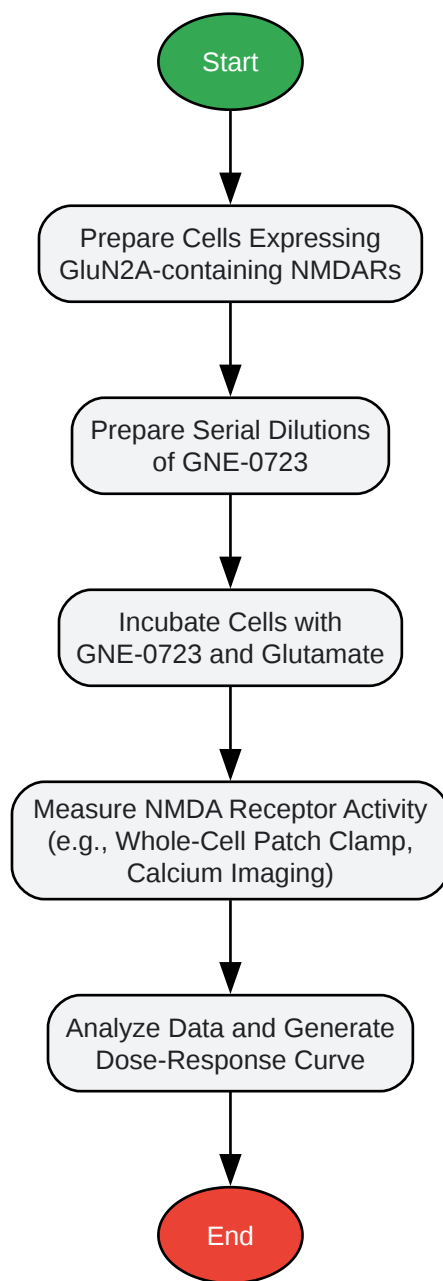 Start
Prepare Cells Expressing
GluN2A-containing NMDARs
Prepare Serial Dilutions
of GNE-0723
Incubate Cells with
GNE-0723 and Glutamate
Measure NMDA Receptor Activity
(e.g., Whole-Cell Patch Clamp,
Calcium Imaging)
Analyze Data and Generate
Dose-Response Curve
End